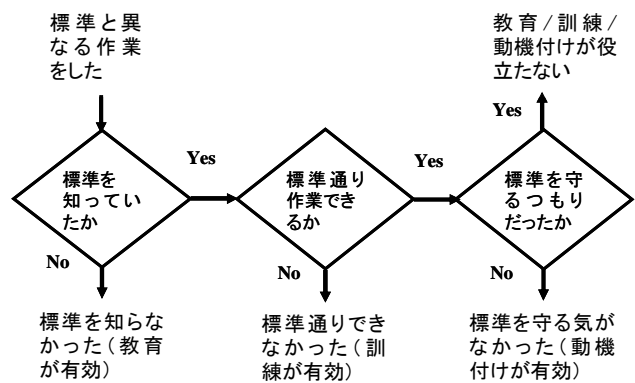 標準と異
なる作業
をした
教育/訓練/
動機付けが役
立たない
Yes
Yes
Yes
標準を
知ってい
たか
標準通り
作業でき
るか
標準を守
るつもり
だったか
No
No
No
標準を知らな
かった(教育
が有効)
標準通りでき
なかった(訓
練が有効)
標準を守る気が
なかった(動機
付けが有効)